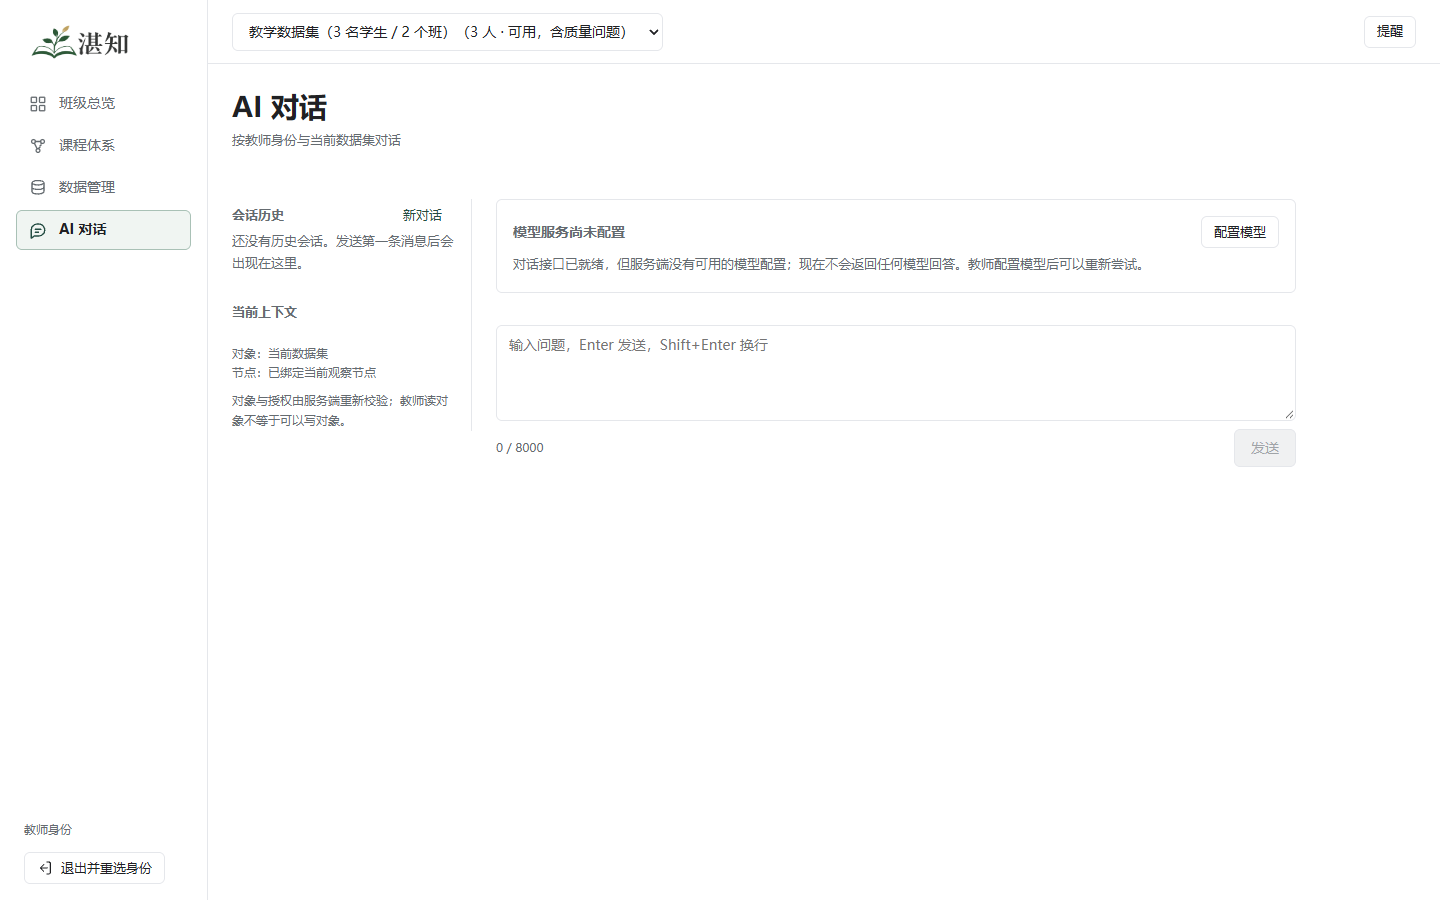 湛知
教学数据集（3 名学生 / 2 个班）（3 人 · 可用，含质量问题）
提醒
班级总览
课程体系
数据管理
AI 对话
AI 对话
按教师身份与当前数据集对话
会话历史
新对话
还没有历史会话。发送第一条消息后会
出现在这里。
当前上下文
对象：当前数据集
节点：已绑定当前观察节点
对象与授权由服务端重新校验；教师读对
象不等于可以写对象。
模型服务尚未配置
配置模型
对话接口已就绪，但服务端没有可用的模型配置；现在不会返回任何模型回答。教师配置模型后可以重新尝试。
输入问题，Enter 发送，Shift+Enter 换行
0 / 8000
发送
教师身份
退出并重选身份